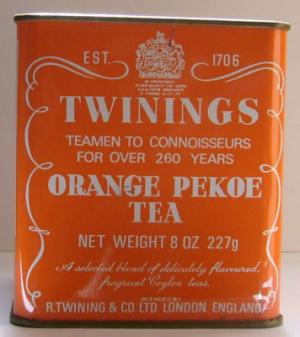 EST. 1706
TWININGS
TEAMEN TO CONNOISSEURS
FOR OVER 260 YEARS
ORANGE PEKOE
TEA
NET WEIGHT 8 OZ 227g
A selected blend of delicately flavoured,
fragrant Ceylon teas.
BLENDED BY
R. TWINING & CO. LTD. LONDON, ENGLAND